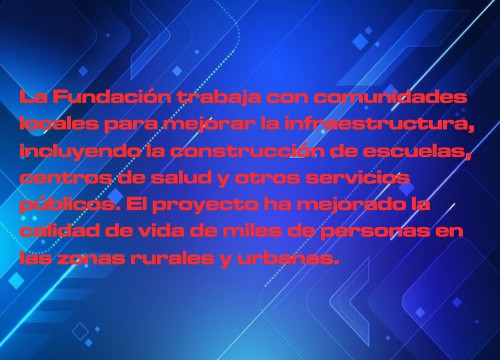 La Fundación trabaja con comunidades
locales para mejorar la infraestructura,
incluyendo la construcción de escuelas,
centros de salud y otros servicios
públicos. El proyecto ha mejorado la
calidad de vida de miles de personas en
las zonas rurales y urbanas.